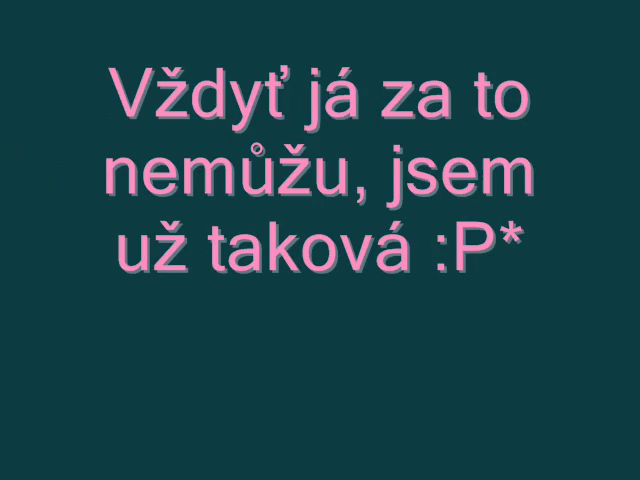 Vždyť já za to
nemůžu, jsem
už taková :P*